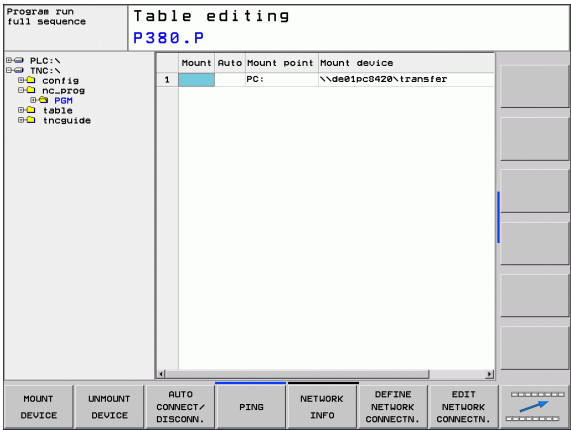 Program run
full sequence
Table editing
P380.P
PLC:\
TNC:\
config
nc_prog
PGM
table
tncguide
Mount Auto Mount point Mount device
1 PC: \\de01pc8420\transfer
MOUNT
DEVICE
UNMOUNT
DEVICE
AUTO
CONNECT/
DISCONN.
PING
NETWORK
INFO
DEFINE
NETWORK
CONNECTN.
EDIT
NETWORK
CONNECTN.